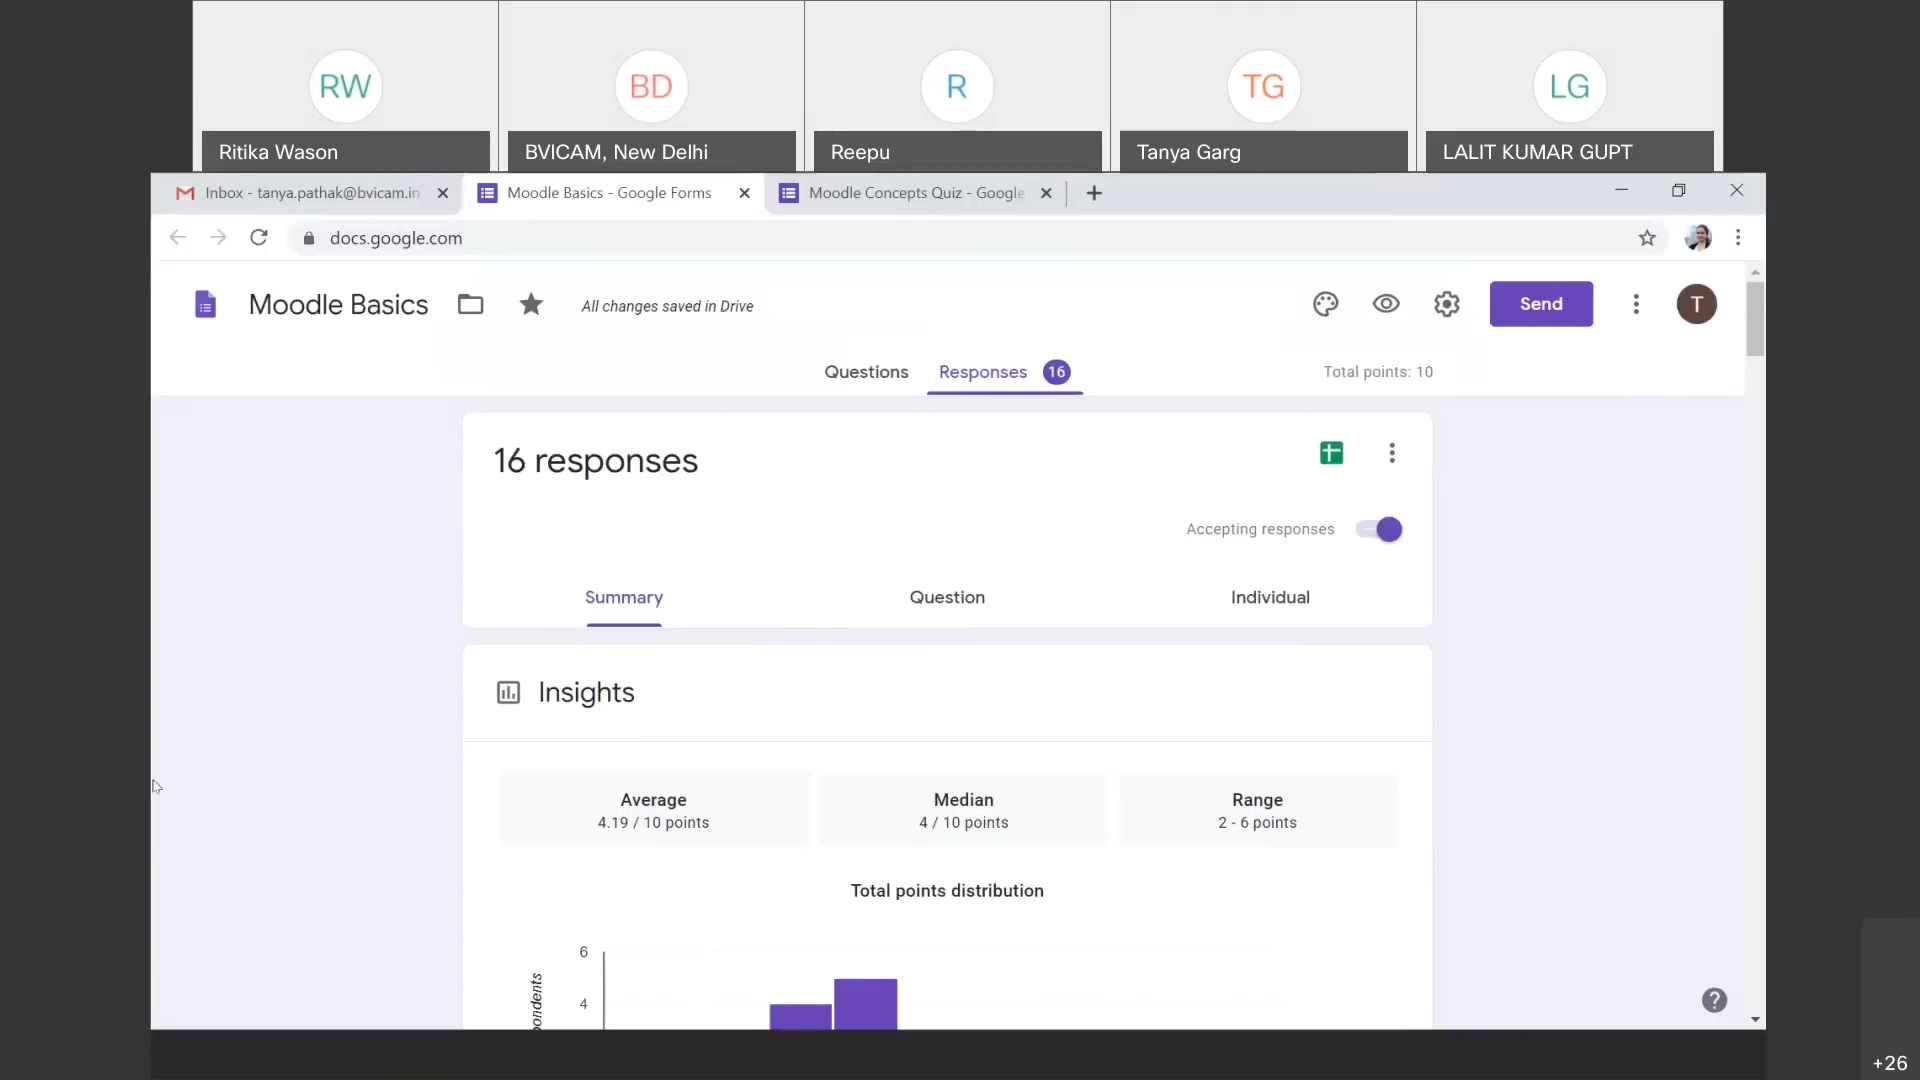 RW
BD
R
TG
LG
Ritika Wason
BVICAM, New Delhi
Reepu
Tanya Garg
LALIT KUMAR GUPT
Inbox - tanya.pathak@bvicam.in
Moodle Basics - Google Forms
Moodle Concepts Quiz - Google
docs.google.com
Moodle Basics
All changes saved in Drive
Send
T
Questions
Responses
16
Total points: 10
16 responses
Accepting responses
Summary
Question
Individual
Insights
Average
4.19 / 10 points
Median
4 / 10 points
Range
2 - 6 points
Total points distribution
6
4
+26